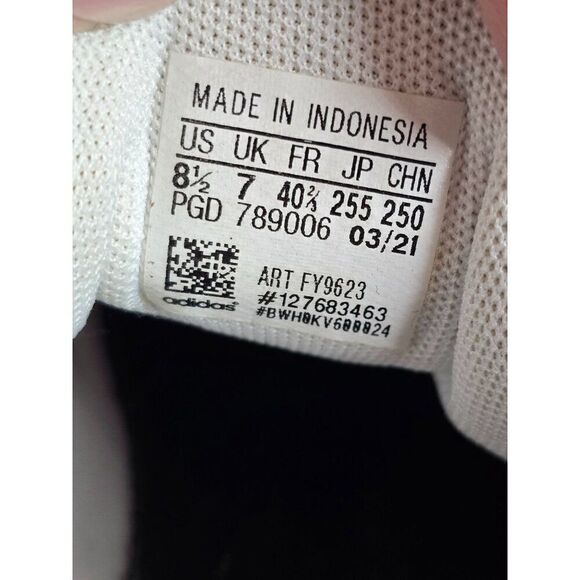 MADE IN INDONESIA
US UK FR JP CHN
8½ 7 40⅔ 255 250
PGD 789006 03/21
ART FY9623
#127683463
adidas #BWH0KV600024